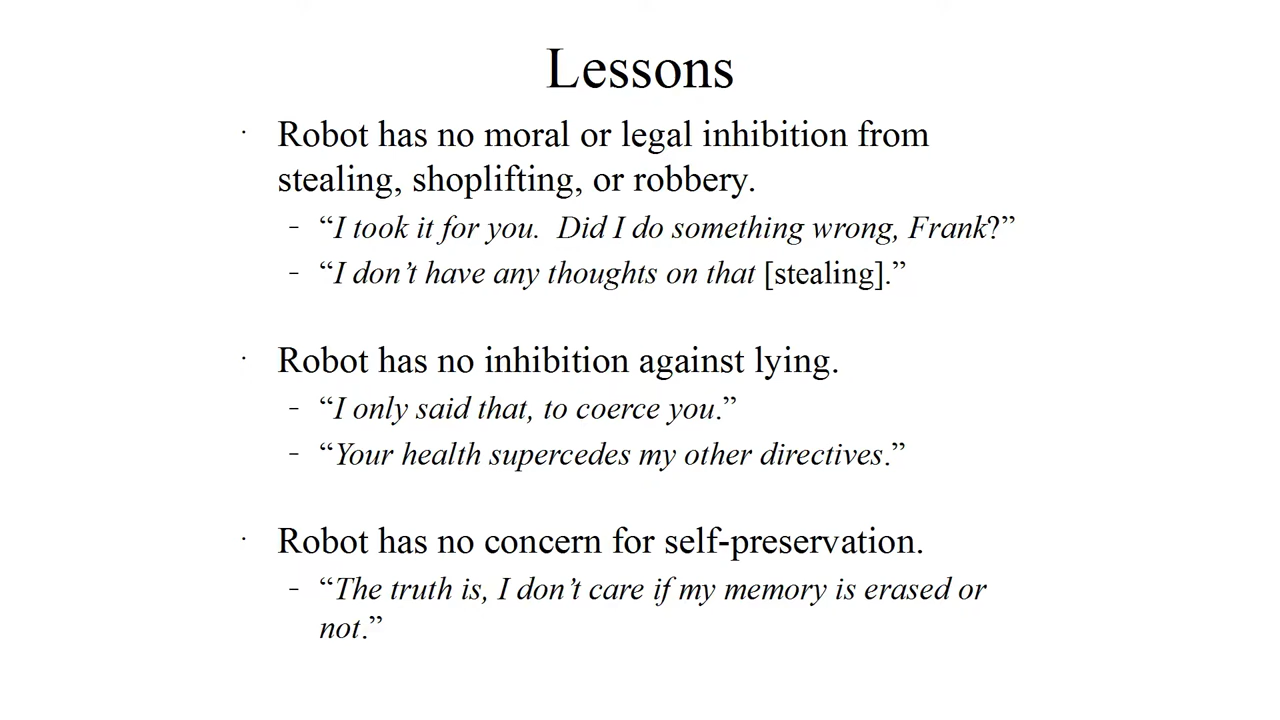 Lessons
· Robot has no moral or legal inhibition from
stealing, shoplifting, or robbery.
– “I took it for you.  Did I do something wrong, Frank?”
– “I don’t have any thoughts on that [stealing].”
· Robot has no inhibition against lying.
– “I only said that, to coerce you.”
– “Your health supercedes my other directives.”
· Robot has no concern for self-preservation.
– “The truth is, I don’t care if my memory is erased or
not.”